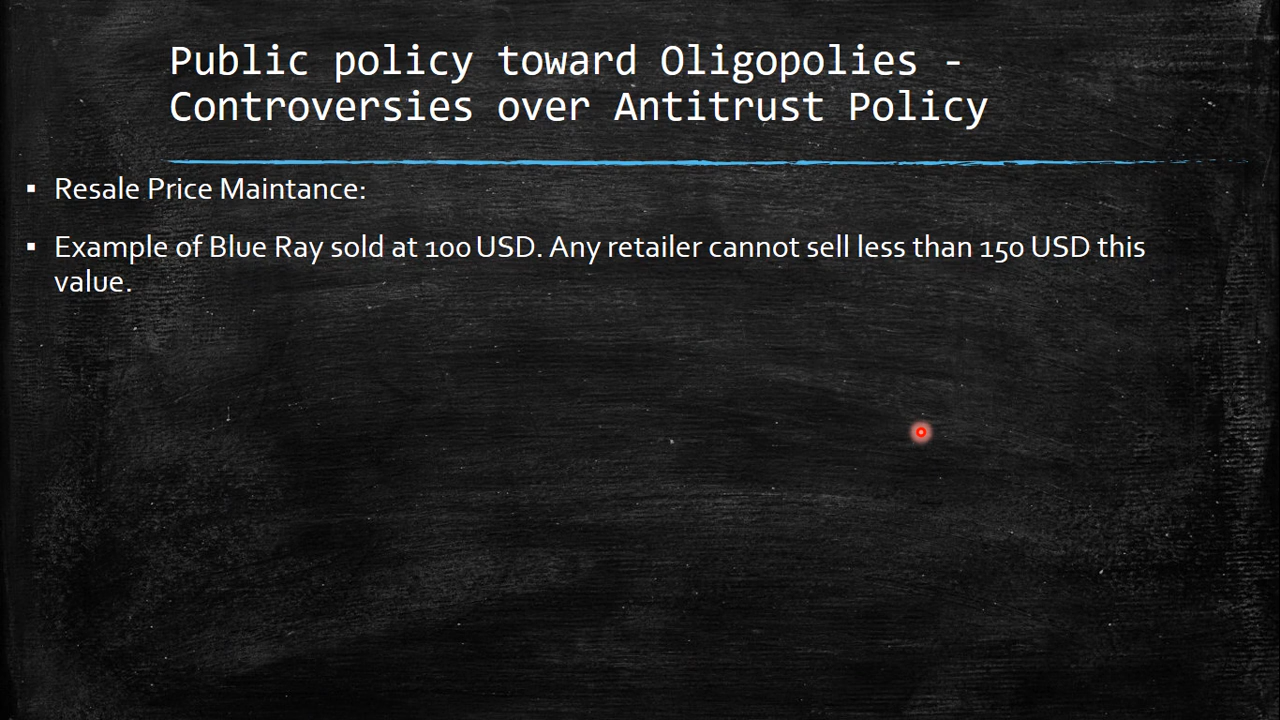 Public policy toward Oligopolies -
Controversies over Antitrust Policy
▪ Resale Price Maintance:
▪ Example of Blue Ray sold at 100 USD. Any retailer cannot sell less than 150 USD this
value.